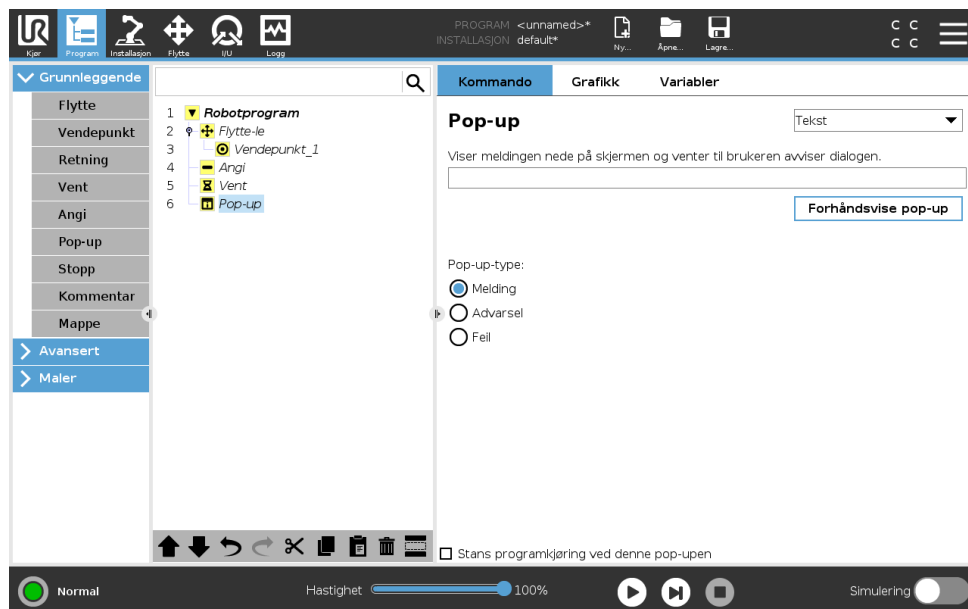 PROGRAM <unnamed>*
INSTALLASJON default*
C C
C C
UR
Kjør Program Installasjon Flytte I/U Logg Ny... Åpne... Lagre...
Grunnleggende
Flytte
Vendepunkt
Retning
Vent
Angi
Pop-up
Stopp
Kommentar
Mappe
Avansert
Maler
1 Robotprogram
2 Flytte-le
3 Vendepunkt_1
4 Angi
5 Vent
6 Pop-up
Kommando Grafikk Variabler
Pop-up
Tekst
Viser meldingen nede på skjermen og venter til brukeren avviser dialogen.
Forhåndsvise pop-up
Pop-up-type:
Melding
Advarsel
Feil
Stans programkjøring ved denne pop-upen
Normal
Hastighet 100%
Simulering